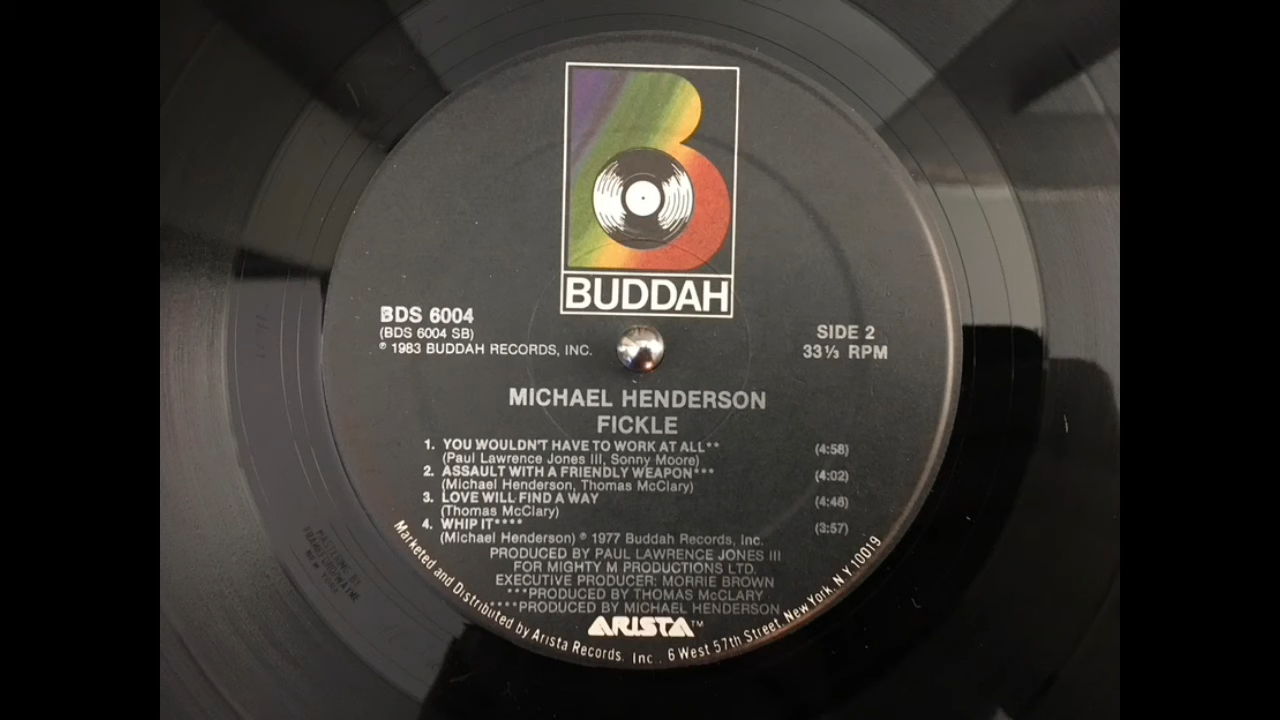 BUDDAH
BDS 6004
(BDS 6004 SB)
℗ 1983 BUDDAH RECORDS, INC.
SIDE 2
33⅓ RPM
MICHAEL HENDERSON
FICKLE
1. YOU WOULDN'T HAVE TO WORK AT ALL** (4:58)
(Paul Lawrence Jones III, Sonny Moore)
2. ASSAULT WITH A FRIENDLY WEAPON*** (4:02)
(Michael Henderson, Thomas McClary)
3. LOVE WILL FIND A WAY (4:48)
(Thomas McClary)
4. WHIP IT**** (3:57)
(Michael Henderson) ℗ 1977 Buddah Records, Inc.
PRODUCED BY PAUL LAWRENCE JONES III
FOR MIGHTY M PRODUCTIONS LTD.
EXECUTIVE PRODUCER: MORRIE BROWN
***PRODUCED BY THOMAS McCLARY
****PRODUCED BY MICHAEL HENDERSON
ARISTA™
Marketed and Distributed by Arista Records, Inc., 6 West 57th Street, New York, N Y 10019